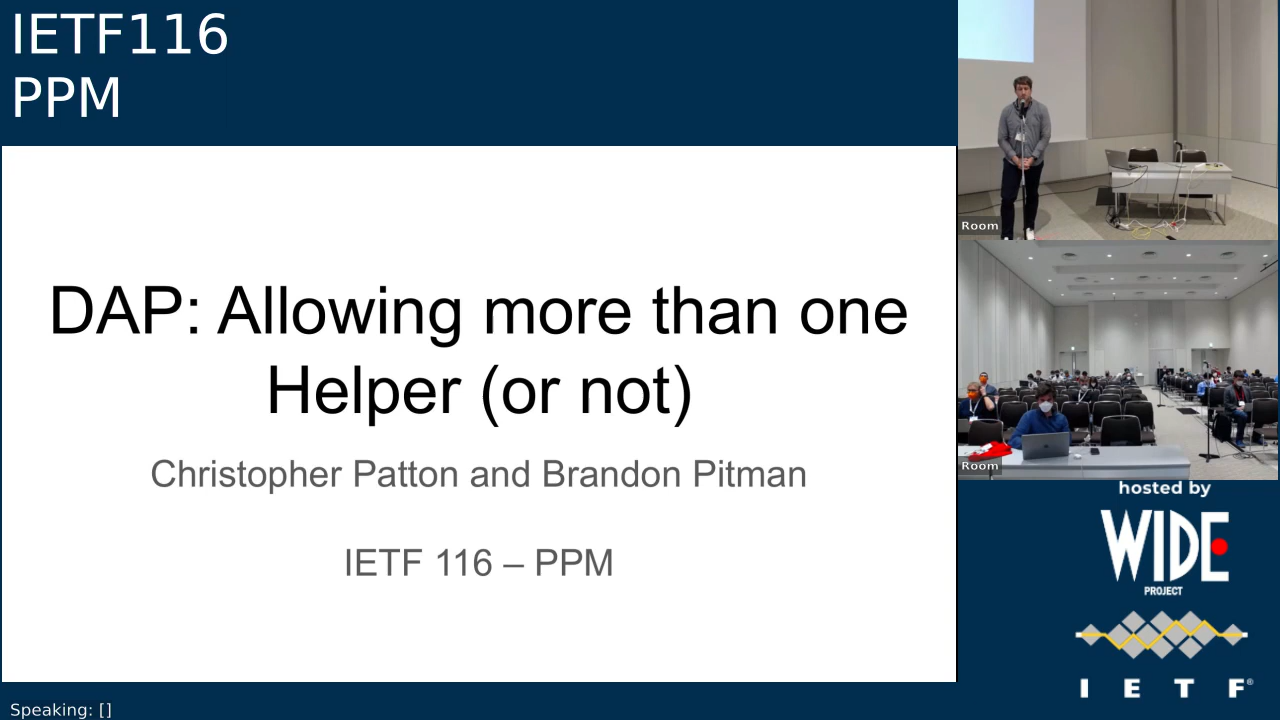 IETF116
PPM
DAP: Allowing more than one
Helper (or not)
Christopher Patton and Brandon Pitman
IETF 116 – PPM
Room
Room
hosted by
WIDE
PROJECT
I E T F®
Speaking: []